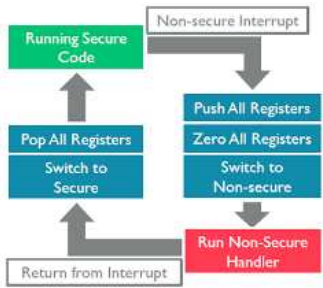 Non-secure Interrupt
Running Secure
Code
Push All Registers
Zero All Registers
Switch to
Non-secure
Pop All Registers
Switch to
Secure
Run Non-Secure
Handler
Return from Interrupt